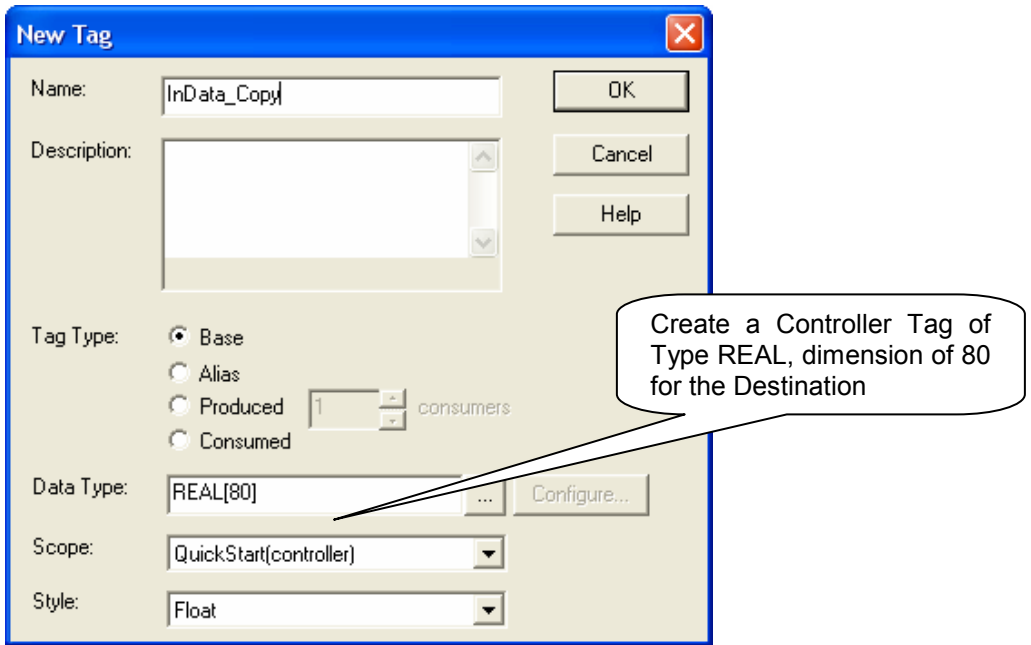 New Tag
Name:
InData_Copy
OK
Description:
Cancel
Help
Tag Type:
Base
Alias
Produced
1
consumers
Consumed
Create a Controller Tag of
Type REAL, dimension of 80
for the Destination
Data Type:
REAL[80]
...
Configure...
Scope:
QuickStart(controller)
Style:
Float